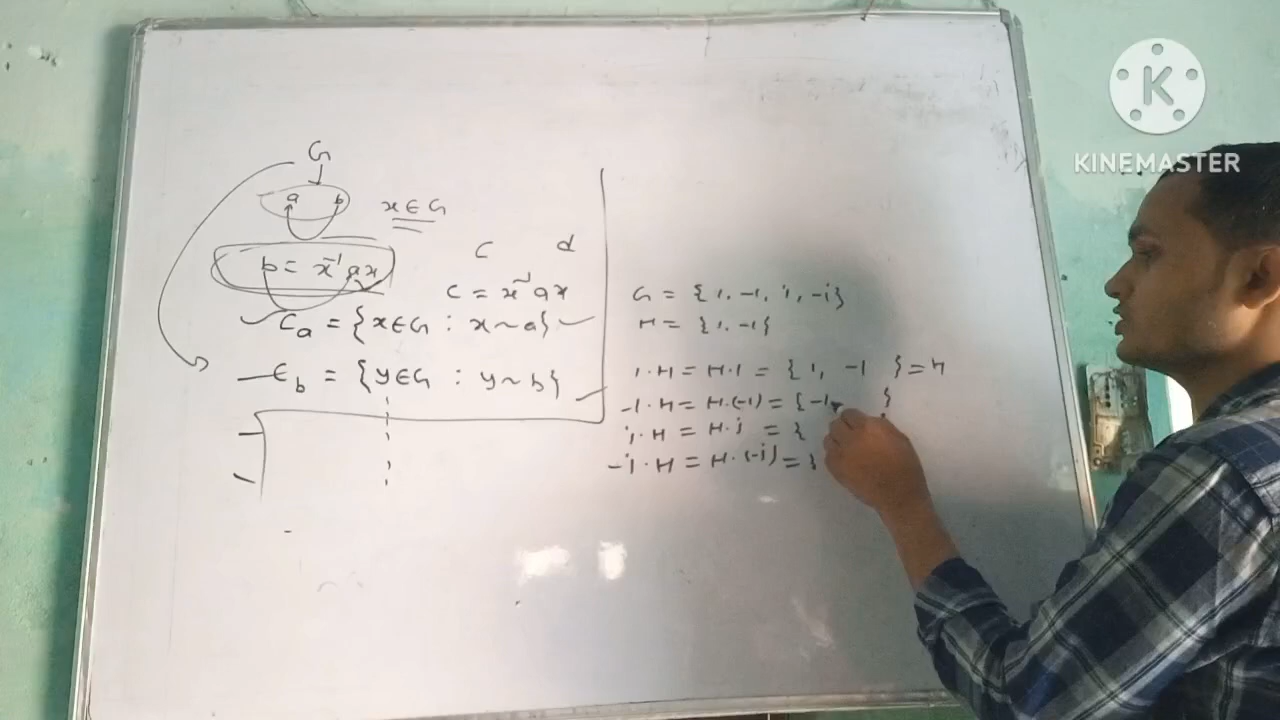 G
a b
x ∈ G
b = x⁻¹ax
c d
c = x⁻¹ax
Cₐ = {x∈G : x~a}
C_b = {y∈G : y~b}
G = {1, -1, i, -i}
H = {1, -1}
1·H = H·1 = {1, -1 } = H
-1·H = H·(-1) = {-1, }
i·H = H·i = {
-i·H = H·(-i) = {
KINEMASTER